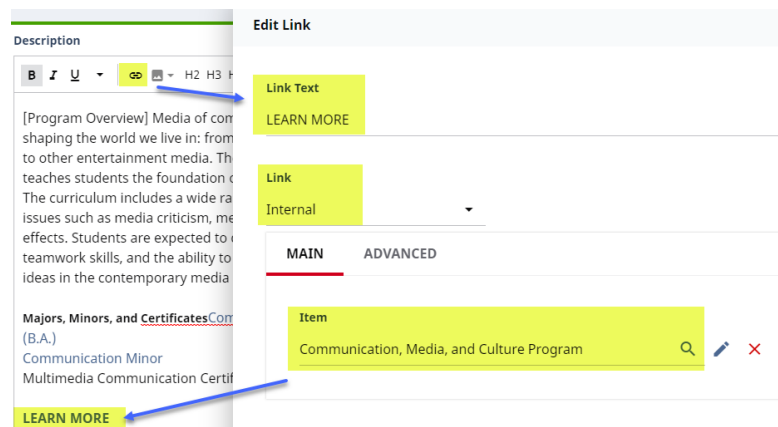 Description
B I U H2 H3
[Program Overview] Media of com
shaping the world we live in: from
to other entertainment media. Th
teaches students the foundation
The curriculum includes a wide ra
issues such as media criticism, me
effects. Students are expected to
teamwork skills, and the ability to
ideas in the contemporary media
Majors, Minors, and CertificatesCom
(B.A.)
Communication Minor
Multimedia Communication Certif
LEARN MORE
Edit Link
Link Text
LEARN MORE
Link
Internal
MAIN ADVANCED
Item
Communication, Media, and Culture Program